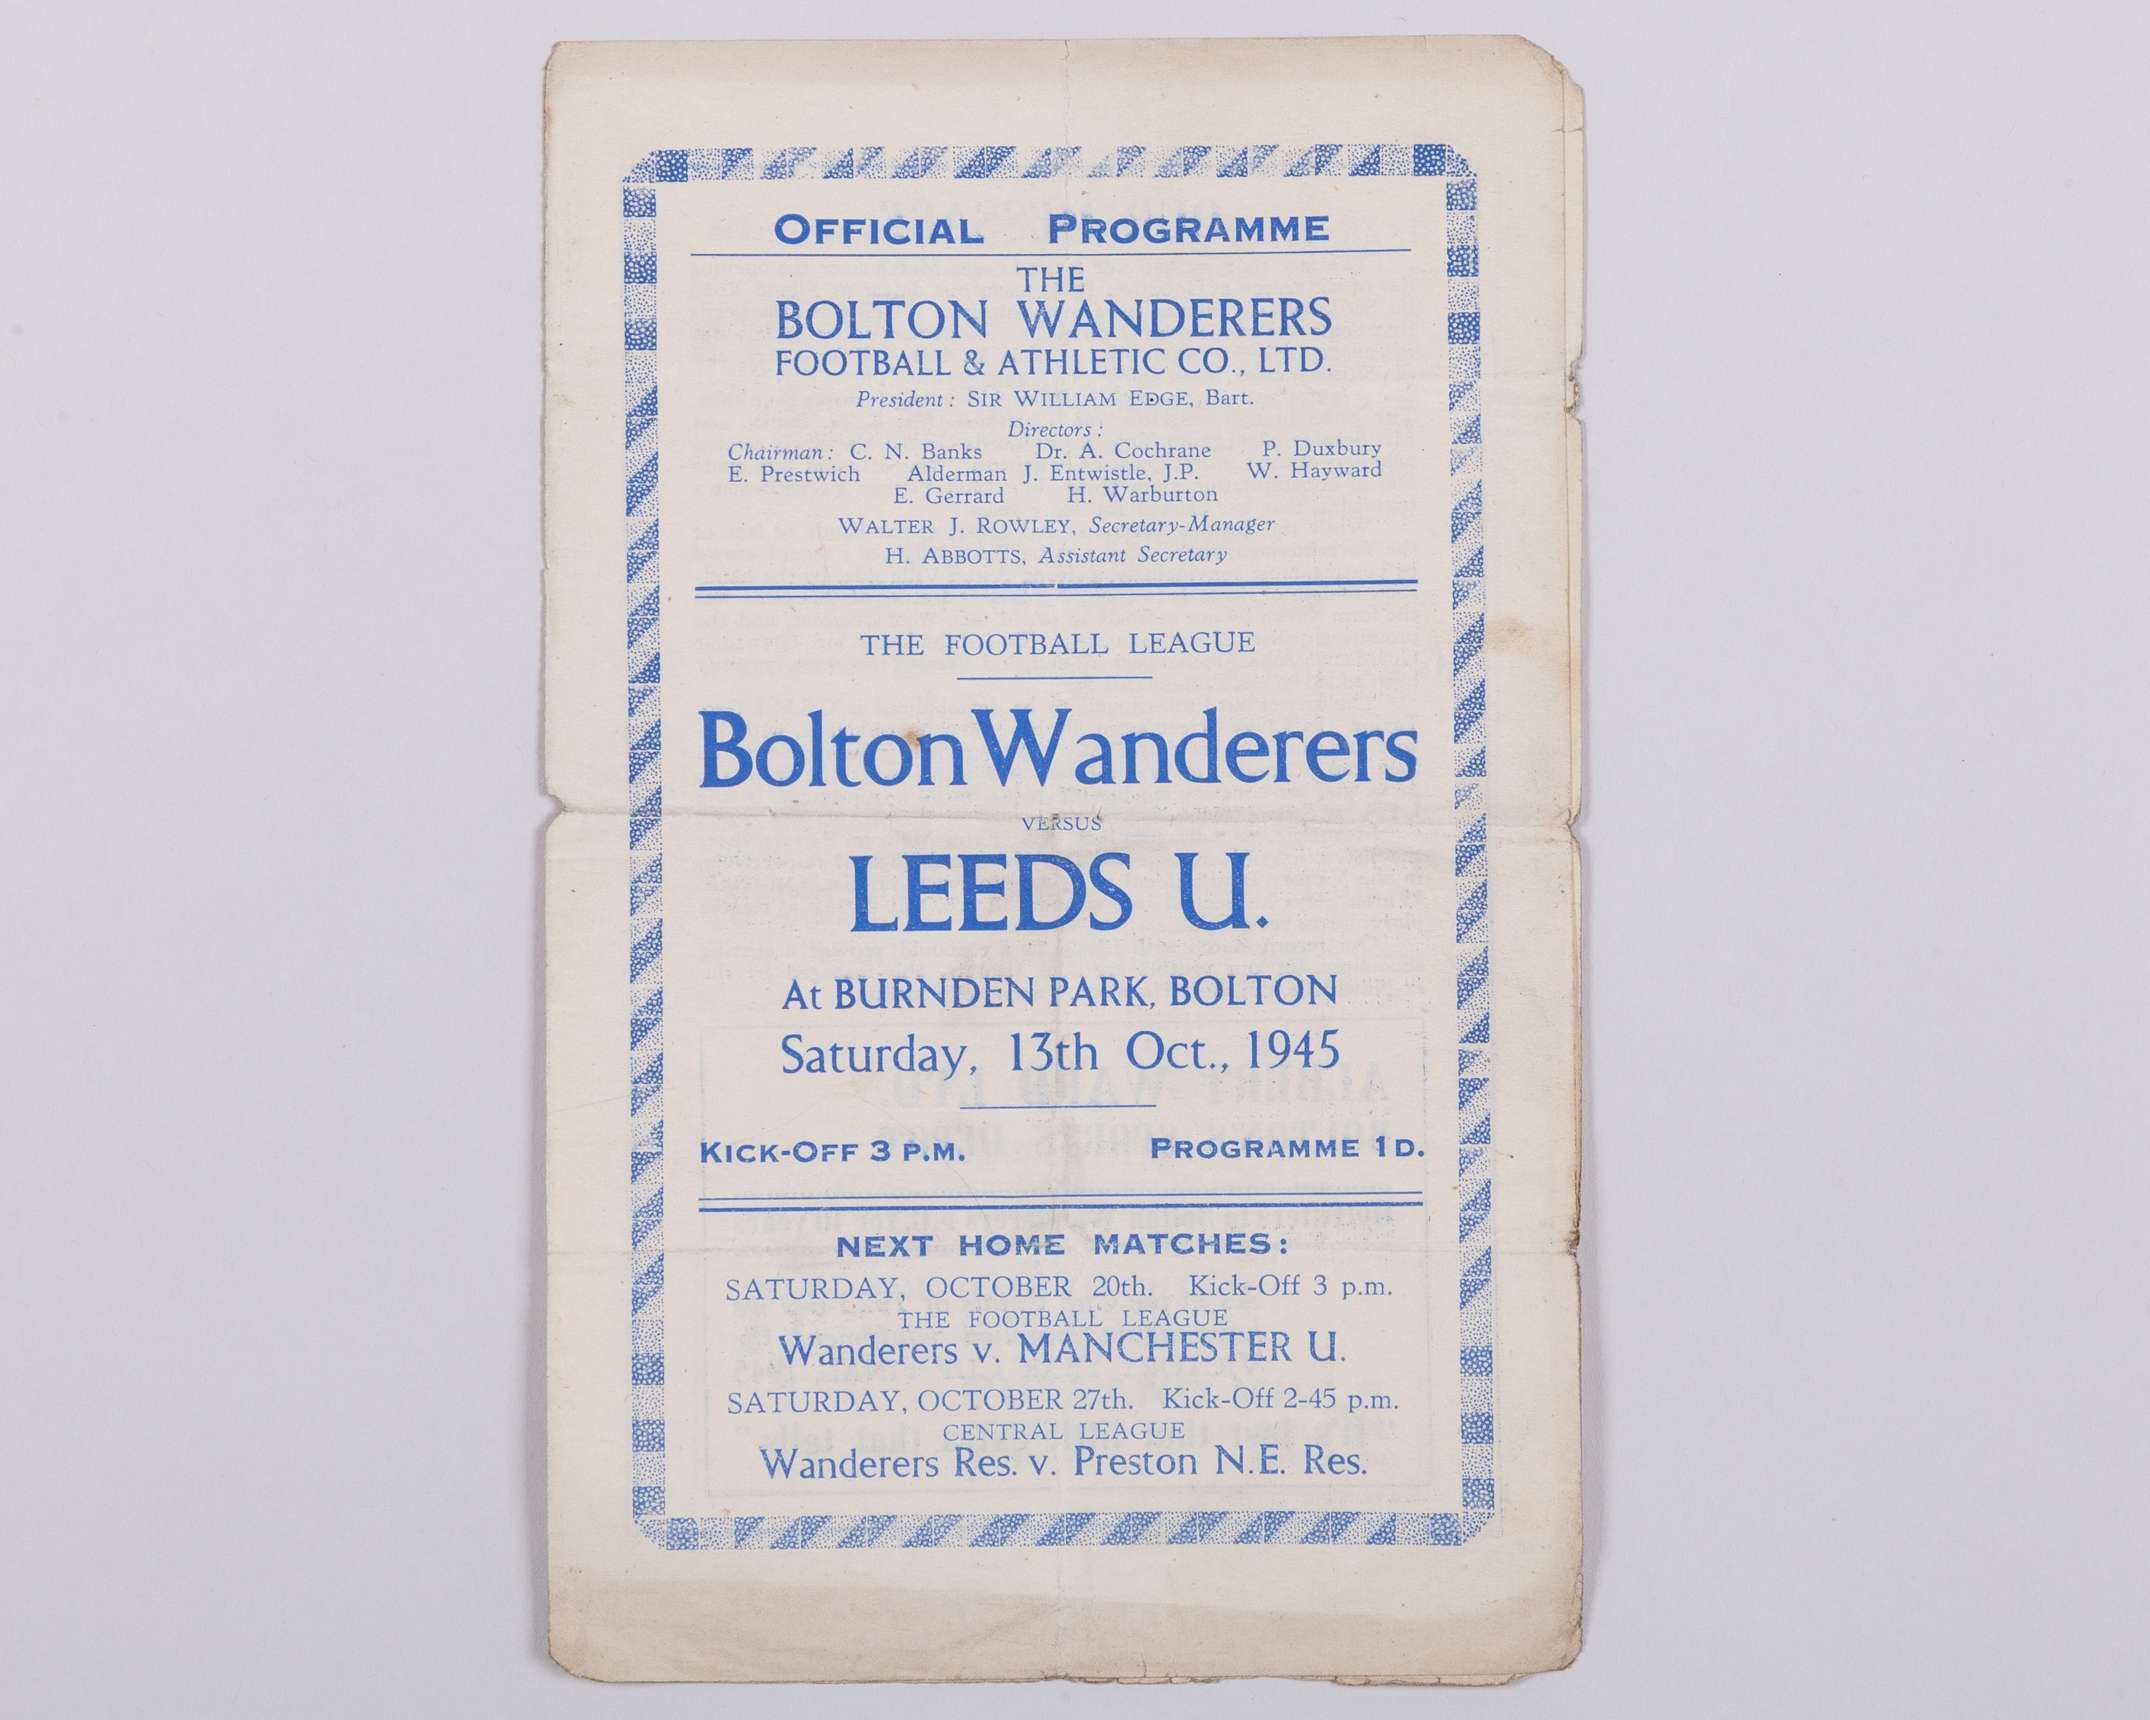 OFFICIAL PROGRAMME
THE
BOLTON WANDERERS
FOOTBALL & ATHLETIC CO., LTD.
President: SIR WILLIAM EDGE, Bart.
Directors:
Chairman: C. N. Banks Dr. A. Cochrane P. Duxbury
E. Prestwich Alderman J. Entwistle, J.P. W. Hayward
E. Gerrard H. Warburton
WALTER J. ROWLEY, Secretary-Manager
H. ABBOTTS, Assistant Secretary
THE FOOTBALL LEAGUE
Bolton Wanderers
VERSUS
LEEDS U.
At BURNDEN PARK, BOLTON
Saturday, 13th Oct., 1945
KICK-OFF 3 P.M. PROGRAMME 1D.
NEXT HOME MATCHES:
SATURDAY, OCTOBER 20th. Kick-Off 3 p.m.
THE FOOTBALL LEAGUE
Wanderers v. MANCHESTER U.
SATURDAY, OCTOBER 27th. Kick-Off 2-45 p.m.
CENTRAL LEAGUE
Wanderers Res. v. Preston N.E. Res.